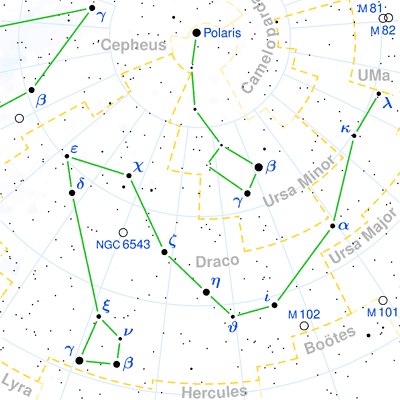 γ
M 81
M 82
Cepheus
Polaris
Camelopardalis
UMa
β
λ
κ
ε
χ
β
δ
γ
Ursa Minor
α
NGC 6543
ζ
Ursa Major
Draco
η
i
M 102
M 101
ϑ
ξ
ν
Boötes
γ
β
Lyra
Hercules